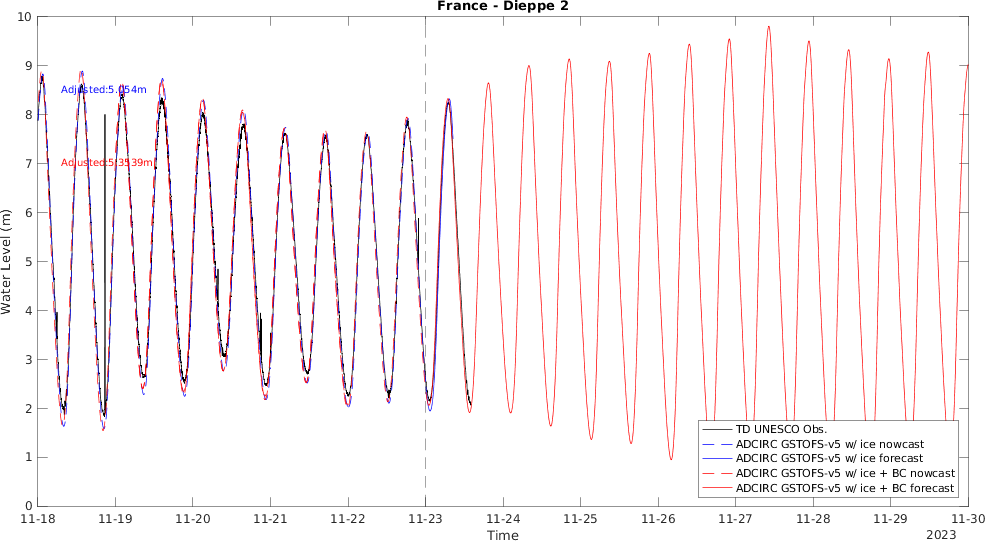 France - Dieppe 2
10
9
8
7
6
5
4
3
2
1
0
Water Level (m)
Adjusted:5.054m
Adjusted:5.3539m
TD UNESCO Obs.
ADCIRC GSTOFS-v5 w/ ice nowcast
ADCIRC GSTOFS-v5 w/ ice forecast
ADCIRC GSTOFS-v5 w/ ice + BC nowcast
ADCIRC GSTOFS-v5 w/ ice + BC forecast
11-18 11-19 11-20 11-21 11-22 11-23 11-24 11-25 11-26 11-27 11-28 11-29 11-30
Time
2023